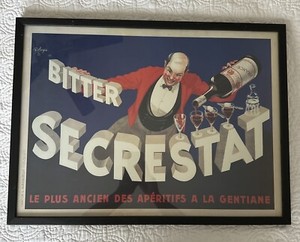 BITTER
SECRESTAT
LE PLUS ANCIEN DES APÉRITIFS A LA GENTIANE